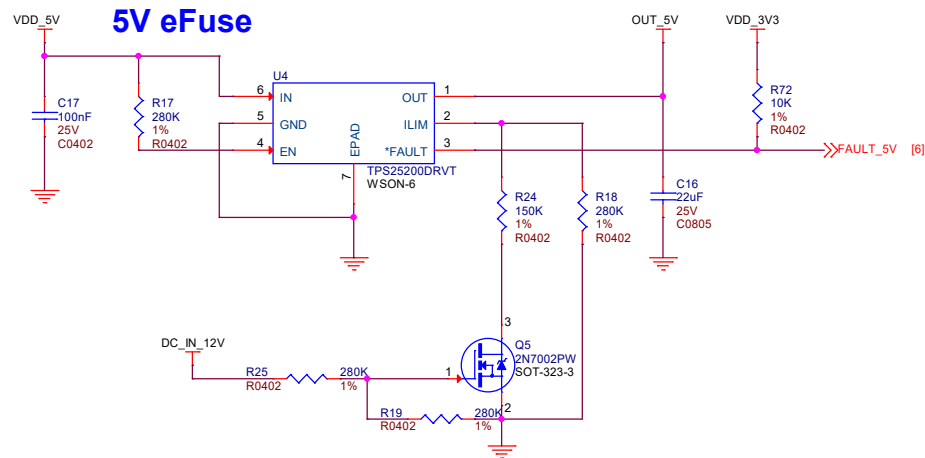 5V eFuse
VDD_5V
OUT_5V
VDD_3V3
U4
C17
100nF
25V
C0402
R17
280K
1%
R0402
6
IN
5
GND
4
EN
EPAD
7
OUT
1
ILIM
2
*FAULT
3
TPS25200DRVT
WSON-6
R72
10K
1%
R0402
FAULT_5V [6]
R24
150K
1%
R0402
R18
280K
1%
R0402
C16
22uF
25V
C0805
DC_IN_12V
R25
R0402
280K
1%
R19
R0402
280K
1%
3
1
2
Q5
2N7002PW
SOT-323-3